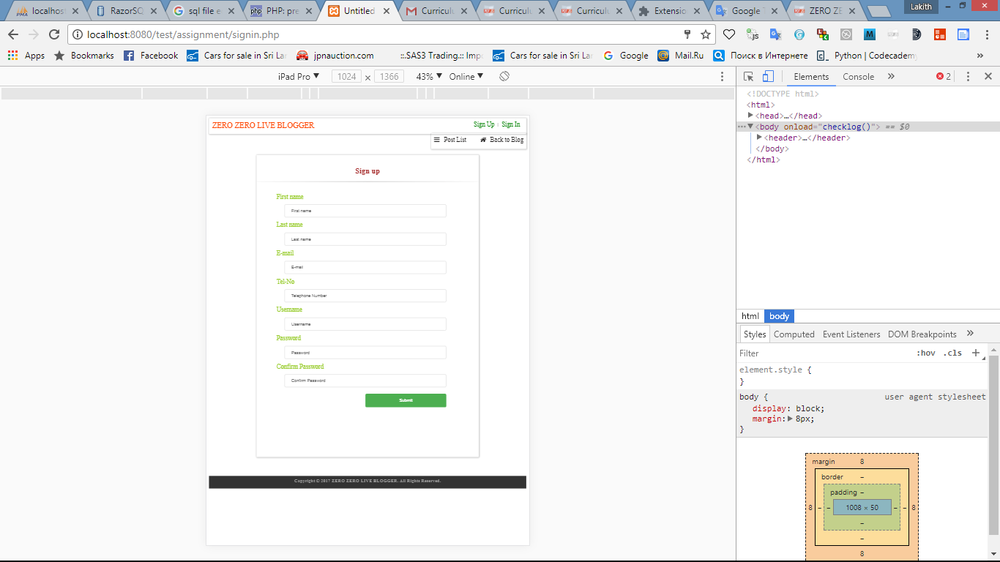 localhost RazorSQ sql file e PHP: pre Untitled Curricul Curricul Curricul Extensio Google T ZERO ZE Lakith
localhost:8080/test/assignment/signin.php
Apps Bookmarks Facebook Cars for sale in Sri La jpnauction.com ::.SAS3 Trading.:: Imp Cars for sale in Sri La Google Mail.Ru Поиск в Интернете Python | Codecademy »
iPad Pro ▼ 1024 x 1366 43% ▼ Online ▼
Elements Console » 2
ZERO ZERO LIVE BLOGGER Sign Up | Sign In
Post List Back to Blog
Sign up
First name
First name
Last name
Last name
E-mail
E-mail
Tel-No
Telephone Number
Username
Username
Password
Password
Confirm Password
Confirm Password
Submit
Copyright © 2017 ZERO ZERO LIVE BLOGGER. All Rights Reserved.
<!DOCTYPE html>
<html>
▶<head>…</head>
…▼<body onload="checklog()"> == $0
▶<header>…</header>
</body>
</html>
html body
Styles Computed Event Listeners DOM Breakpoints »
Filter :hov .cls +
element.style {
}
body { user agent stylesheet
display: block;
margin:▶8px;
}
margin 8
border –
padding –
8 – – 1008 × 50 – – 8
–
–
8